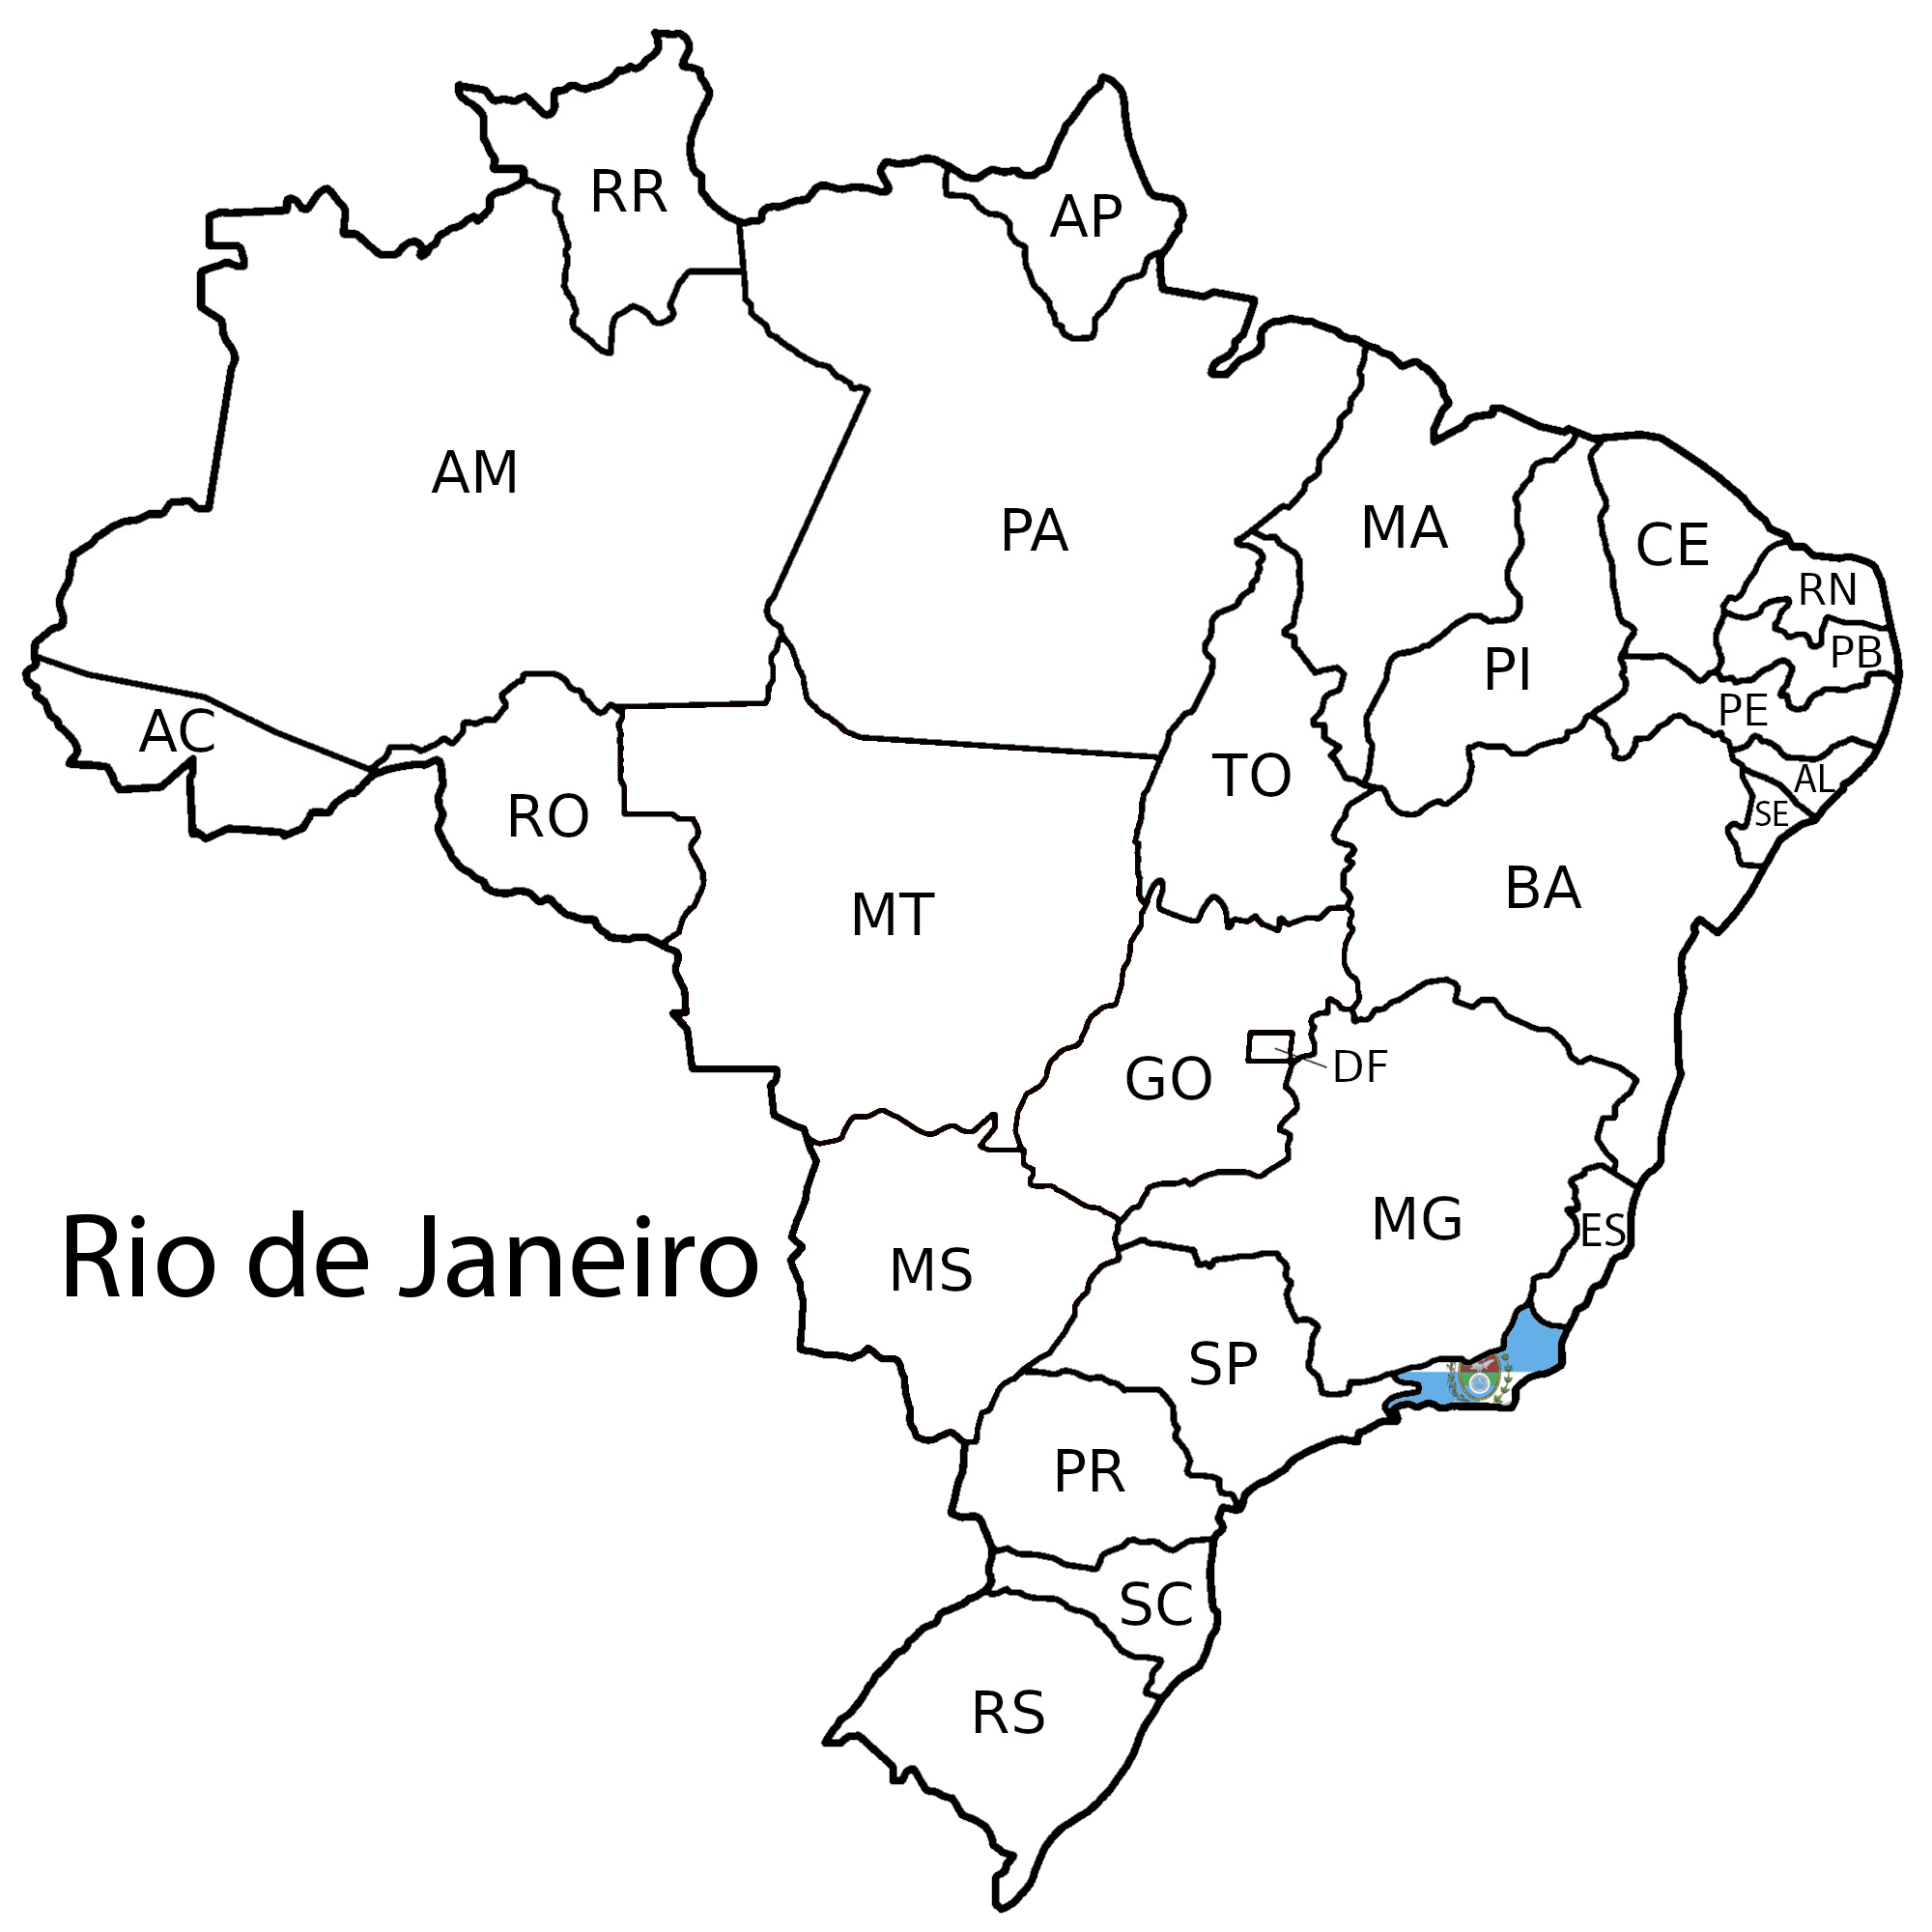 RR
AP
AM
PA
MA
CE
RN
PB
PI
PE
AC
TO
AL
RO
SE
BA
MT
DF
GO
MG
ES
Rio de Janeiro
MS
SP
PR
SC
RS